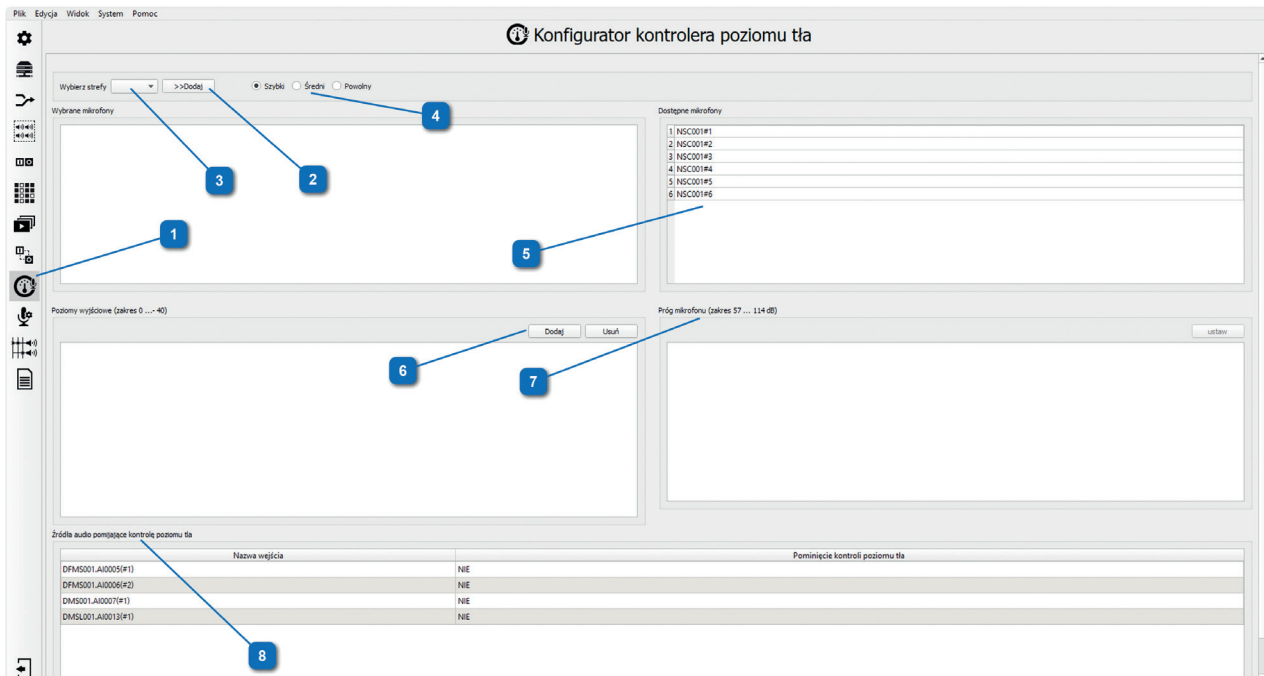 Plik Edycja Widok System Pomoc
Konfigurator kontrolera poziomu tła
Wybierz strefy >>Dodaj Szybki Średni Powolny
4
Wybrane mikrofony
3
2
1
Dostępne mikrofony
1 NSC001#1
2 NSC001#2
3 NSC001#3
4 NSC001#4
5 NSC001#5
6 NSC001#6
5
Poziomy wyjściowe (zakres 0 ...- 40)
Dodaj Usuń
6
Próg mikrofonu (zakres 57 ... 114 dB)
ustaw
7
Źródła audio pomijające kontrolę poziomu tła
Nazwa wejścia Pominięcie kontroli poziomu tła
DFMS001.AI0005(#1) NIE
DFMS001.AI0006(#2) NIE
DMS001.AI0007(#1) NIE
DMSL001.AI0013(#1) NIE
8